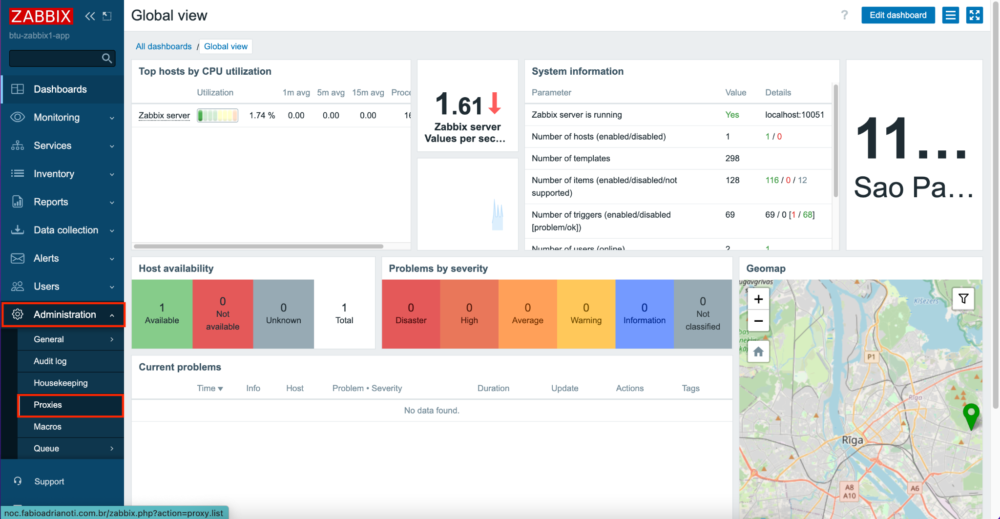 ZABBIX
btu-zabbix1-app
Dashboards
Monitoring
Services
Inventory
Reports
Data collection
Alerts
Users
Administration
General
Audit log
Housekeeping
Proxies
Macros
Queue
Support
noc.fabioadrianoti.com.br/zabbix.php?action=proxy.list
Global view
?
Edit dashboard
All dashboards / Global view
Top hosts by CPU utilization
Utilization 1m avg 5m avg 15m avg Proce
Zabbix server 1.74 % 0.00 0.00 0.00 16
1.61
Zabbix server
Values per sec...
System information
Parameter Value Details
Zabbix server is running Yes localhost:10051
Number of hosts (enabled/disabled) 1 1 / 0
Number of templates 298
Number of items (enabled/disabled/not
supported) 128 116 / 0 / 12
Number of triggers (enabled/disabled
[problem/ok]) 69 69 / 0 [1 / 68]
Number of users (online) 2 1
11...
Sao Pa...
Host availability
1
Available
0
Not
available
0
Unknown
1
Total
Problems by severity
0
Disaster
0
High
0
Average
0
Warning
0
Information
0
Not
classified
Current problems
Time Info Host Problem • Severity Duration Update Actions Tags
No data found.
Geomap
+
−
Ķīšezers
P1
Rīga
Rīga
A8
A10
A6